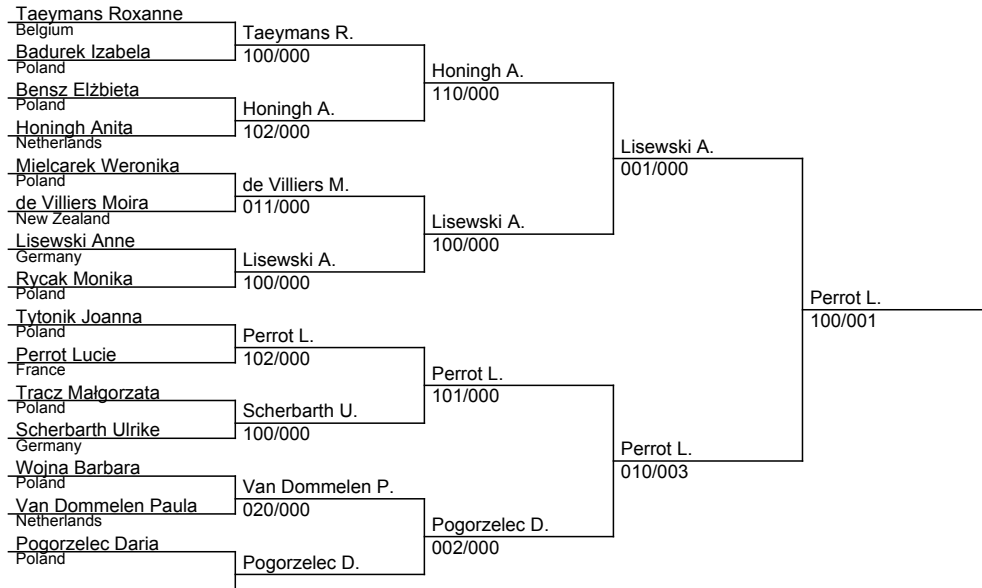 Taeymans Roxanne
Belgium
Badurek Izabela
Poland
Bensz Elżbieta
Poland
Honingh Anita
Netherlands
Mielcarek Weronika
Poland
de Villiers Moira
New Zealand
Lisewski Anne
Germany
Rycak Monika
Poland
Tytonik Joanna
Poland
Perrot Lucie
France
Tracz Małgorzata
Poland
Scherbarth Ulrike
Germany
Wojna Barbara
Poland
Van Dommelen Paula
Netherlands
Pogorzelec Daria
Poland
Taeymans R.
100/000
Honingh A.
102/000
de Villiers M.
011/000
Lisewski A.
100/000
Perrot L.
102/000
Scherbarth U.
100/000
Van Dommelen P.
020/000
Pogorzelec D.
Honingh A.
110/000
Lisewski A.
100/000
Perrot L.
101/000
Pogorzelec D.
002/000
Lisewski A.
001/000
Perrot L.
010/003
Perrot L.
100/001